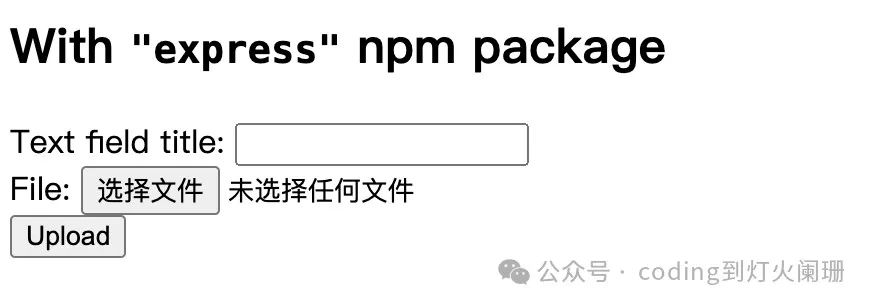 With "express" npm package
Text field title:
File: 选择文件 未选择任何文件
Upload
公众号 · coding到灯火阑珊